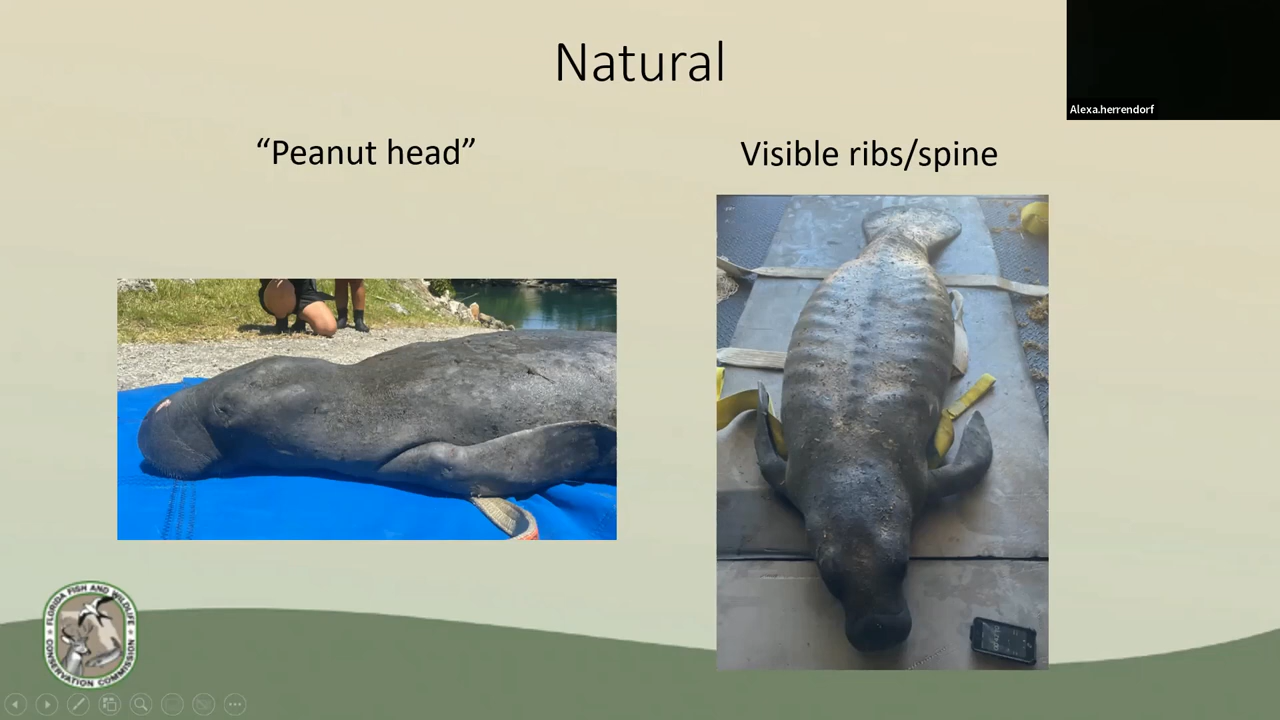 Natural
Alexa.herrendorf
“Peanut head”
Visible ribs/spine
FLORIDA FISH AND WILDLIFE
CONSERVATION COMMISSION